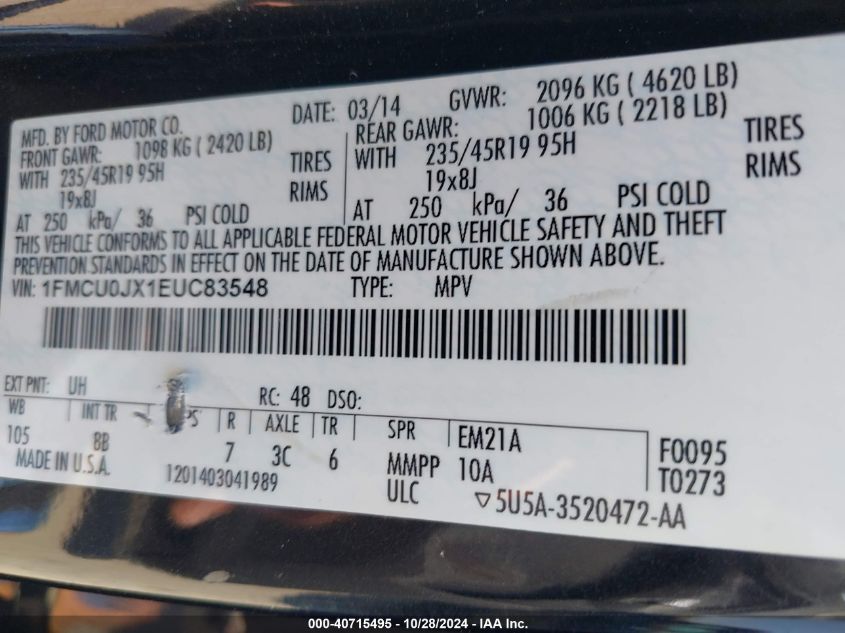 MFD. BY FORD MOTOR CO. DATE: 03/14 GVWR: 2096 KG ( 4620 LB)
FRONT GAWR: 1098 KG ( 2420 LB) REAR GAWR: 1006 KG ( 2218 LB)
WITH 235/45R19 95H TIRES WITH 235/45R19 95H TIRES
19x8J RIMS 19x8J RIMS
AT 250 kPa/ 36 PSI COLD AT 250 kPa/ 36 PSI COLD
THIS VEHICLE CONFORMS TO ALL APPLICABLE FEDERAL MOTOR VEHICLE SAFETY AND THEFT
PREVENTION STANDARDS IN EFFECT ON THE DATE OF MANUFACTURE SHOWN ABOVE.
VIN: 1FMCU0JX1EUC83548 TYPE: MPV
EXT PNT: UH RC: 48 DSO:
WB INT TR R AXLE TR SPR EM21A F0095
105 8B 7 3C 6 MMPP 10A T0273
MADE IN U.S.A. 1201403041989 ULC ▽5U5A-3520472-AA
000-40715495 - 10/28/2024 - IAA Inc.